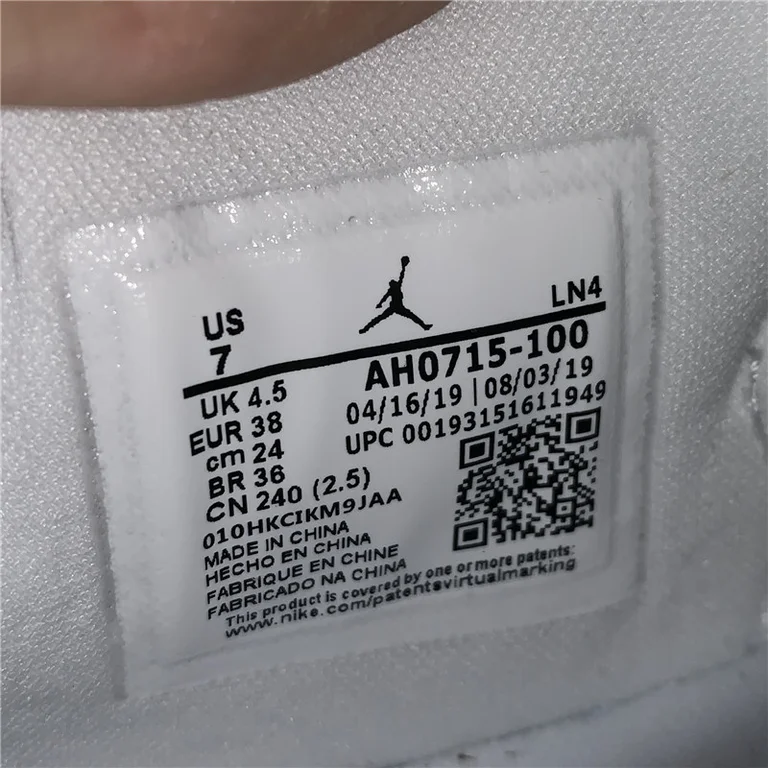 US
7
LN4
UK 4.5
EUR 38
cm 24
BR 36
CN 240 (2.5)
AH0715-100
04/16/19 | 08/03/19
UPC 00193151611949
010HKCIKM9JAA
MADE IN CHINA
HECHO EN CHINA
FABRIQUE EN CHINE
FABRICADO NA CHINA
This product is covered by one or more patents:
www.nike.com/patentsvirtualmarking